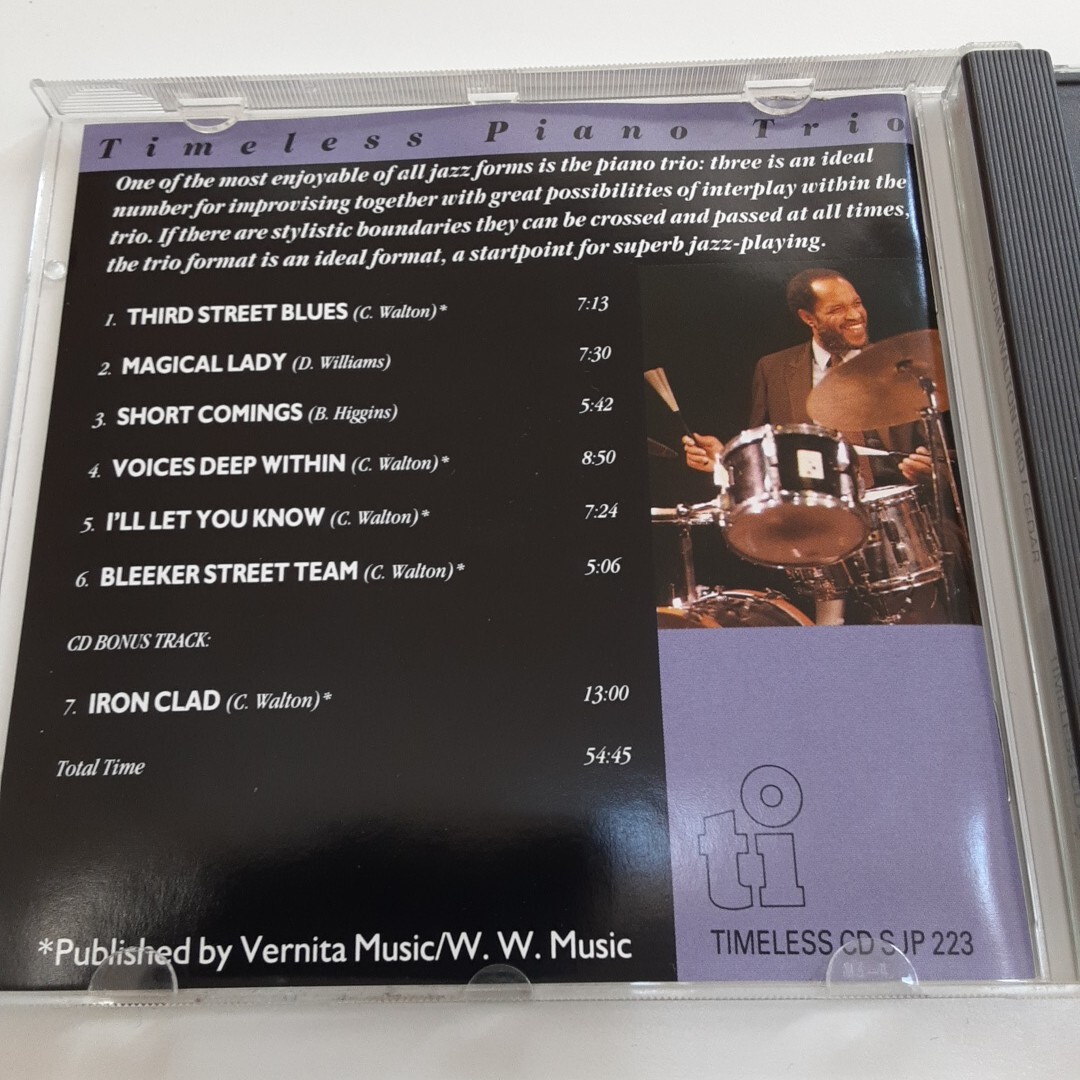 Timeless Piano Trio
One of the most enjoyable of all jazz forms is the piano trio: three is an ideal
number for improvising together with great possibilities of interplay within the
trio. If there are stylistic boundaries they can be crossed and passed at all times,
the trio format is an ideal format, a startpoint for superb jazz-playing.
1. THIRD STREET BLUES (C. Walton)* 7:13
2. MAGICAL LADY (D. Williams) 7:30
3. SHORT COMINGS (B. Higgins) 5:42
4. VOICES DEEP WITHIN (C. Walton)* 8:50
5. I'LL LET YOU KNOW (C. Walton)* 7:24
6. BLEEKER STREET TEAM (C. Walton)* 5:06
CD BONUS TRACK:
7. IRON CLAD (C. Walton)* 13:00
Total Time 54:45
ti
*Published by Vernita Music/W. W. Music
TIMELESS CD SJP 223